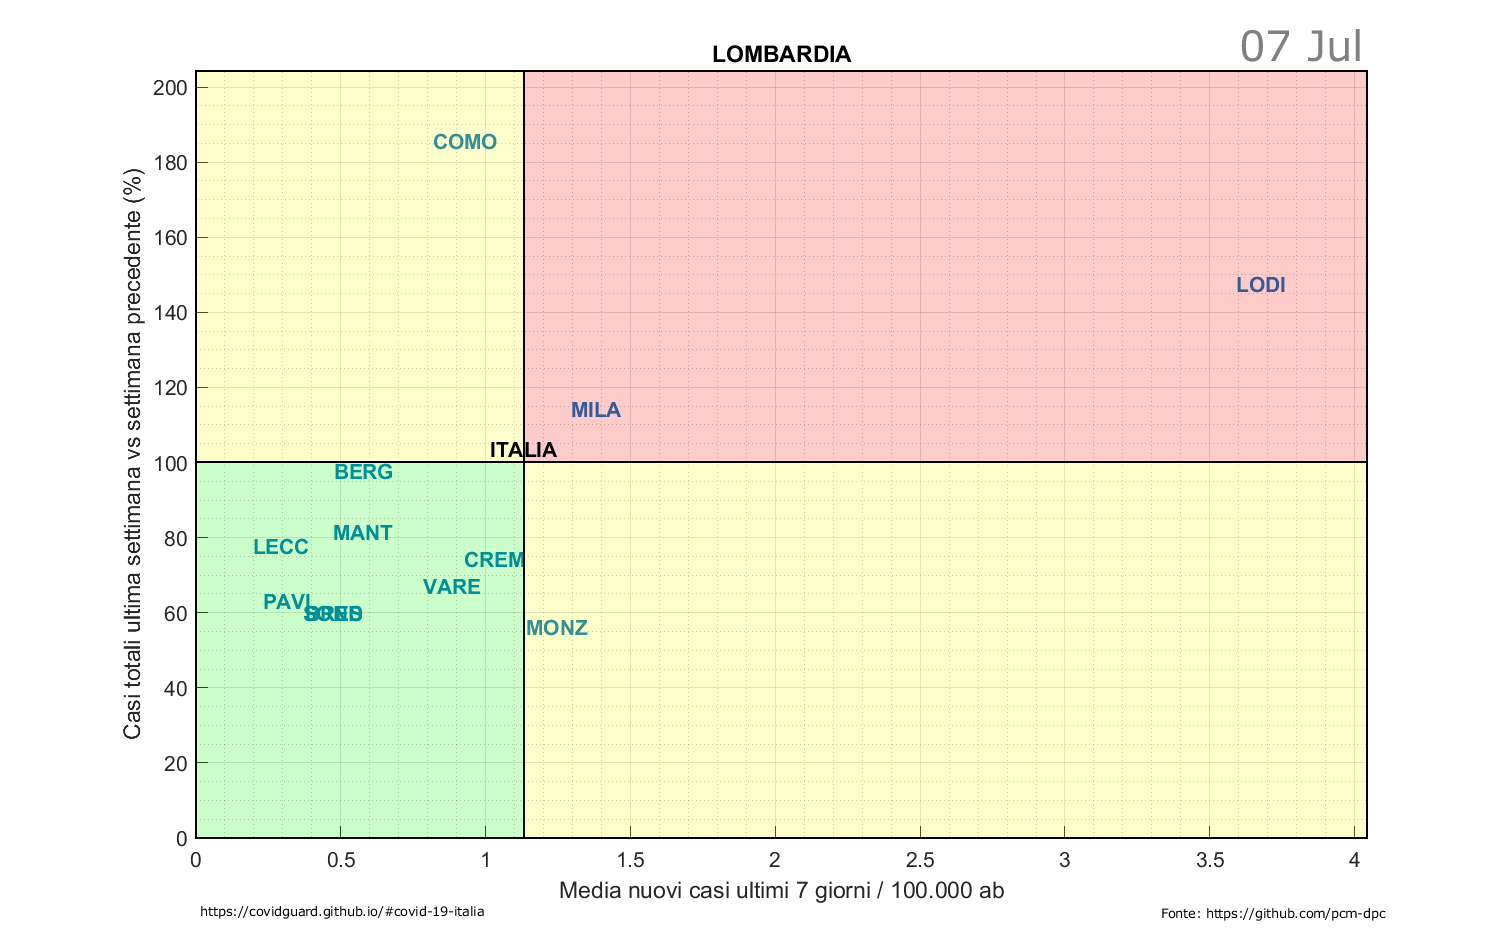 07 Jul
LOMBARDIA
Casi totali ultima settimana vs settimana precedente (%)
200
180
160
140
120
100
80
60
40
20
0
COMO
LODI
MILA
ITALIA
BERG
MANT
LECC
CREM
VARE
PAVI
MONZ
0
0.5
1
1.5
2
2.5
3
3.5
4
Media nuovi casi ultimi 7 giorni / 100.000 ab
https://covidguard.github.io/#covid-19-italia
Fonte: https://github.com/pcm-dpc